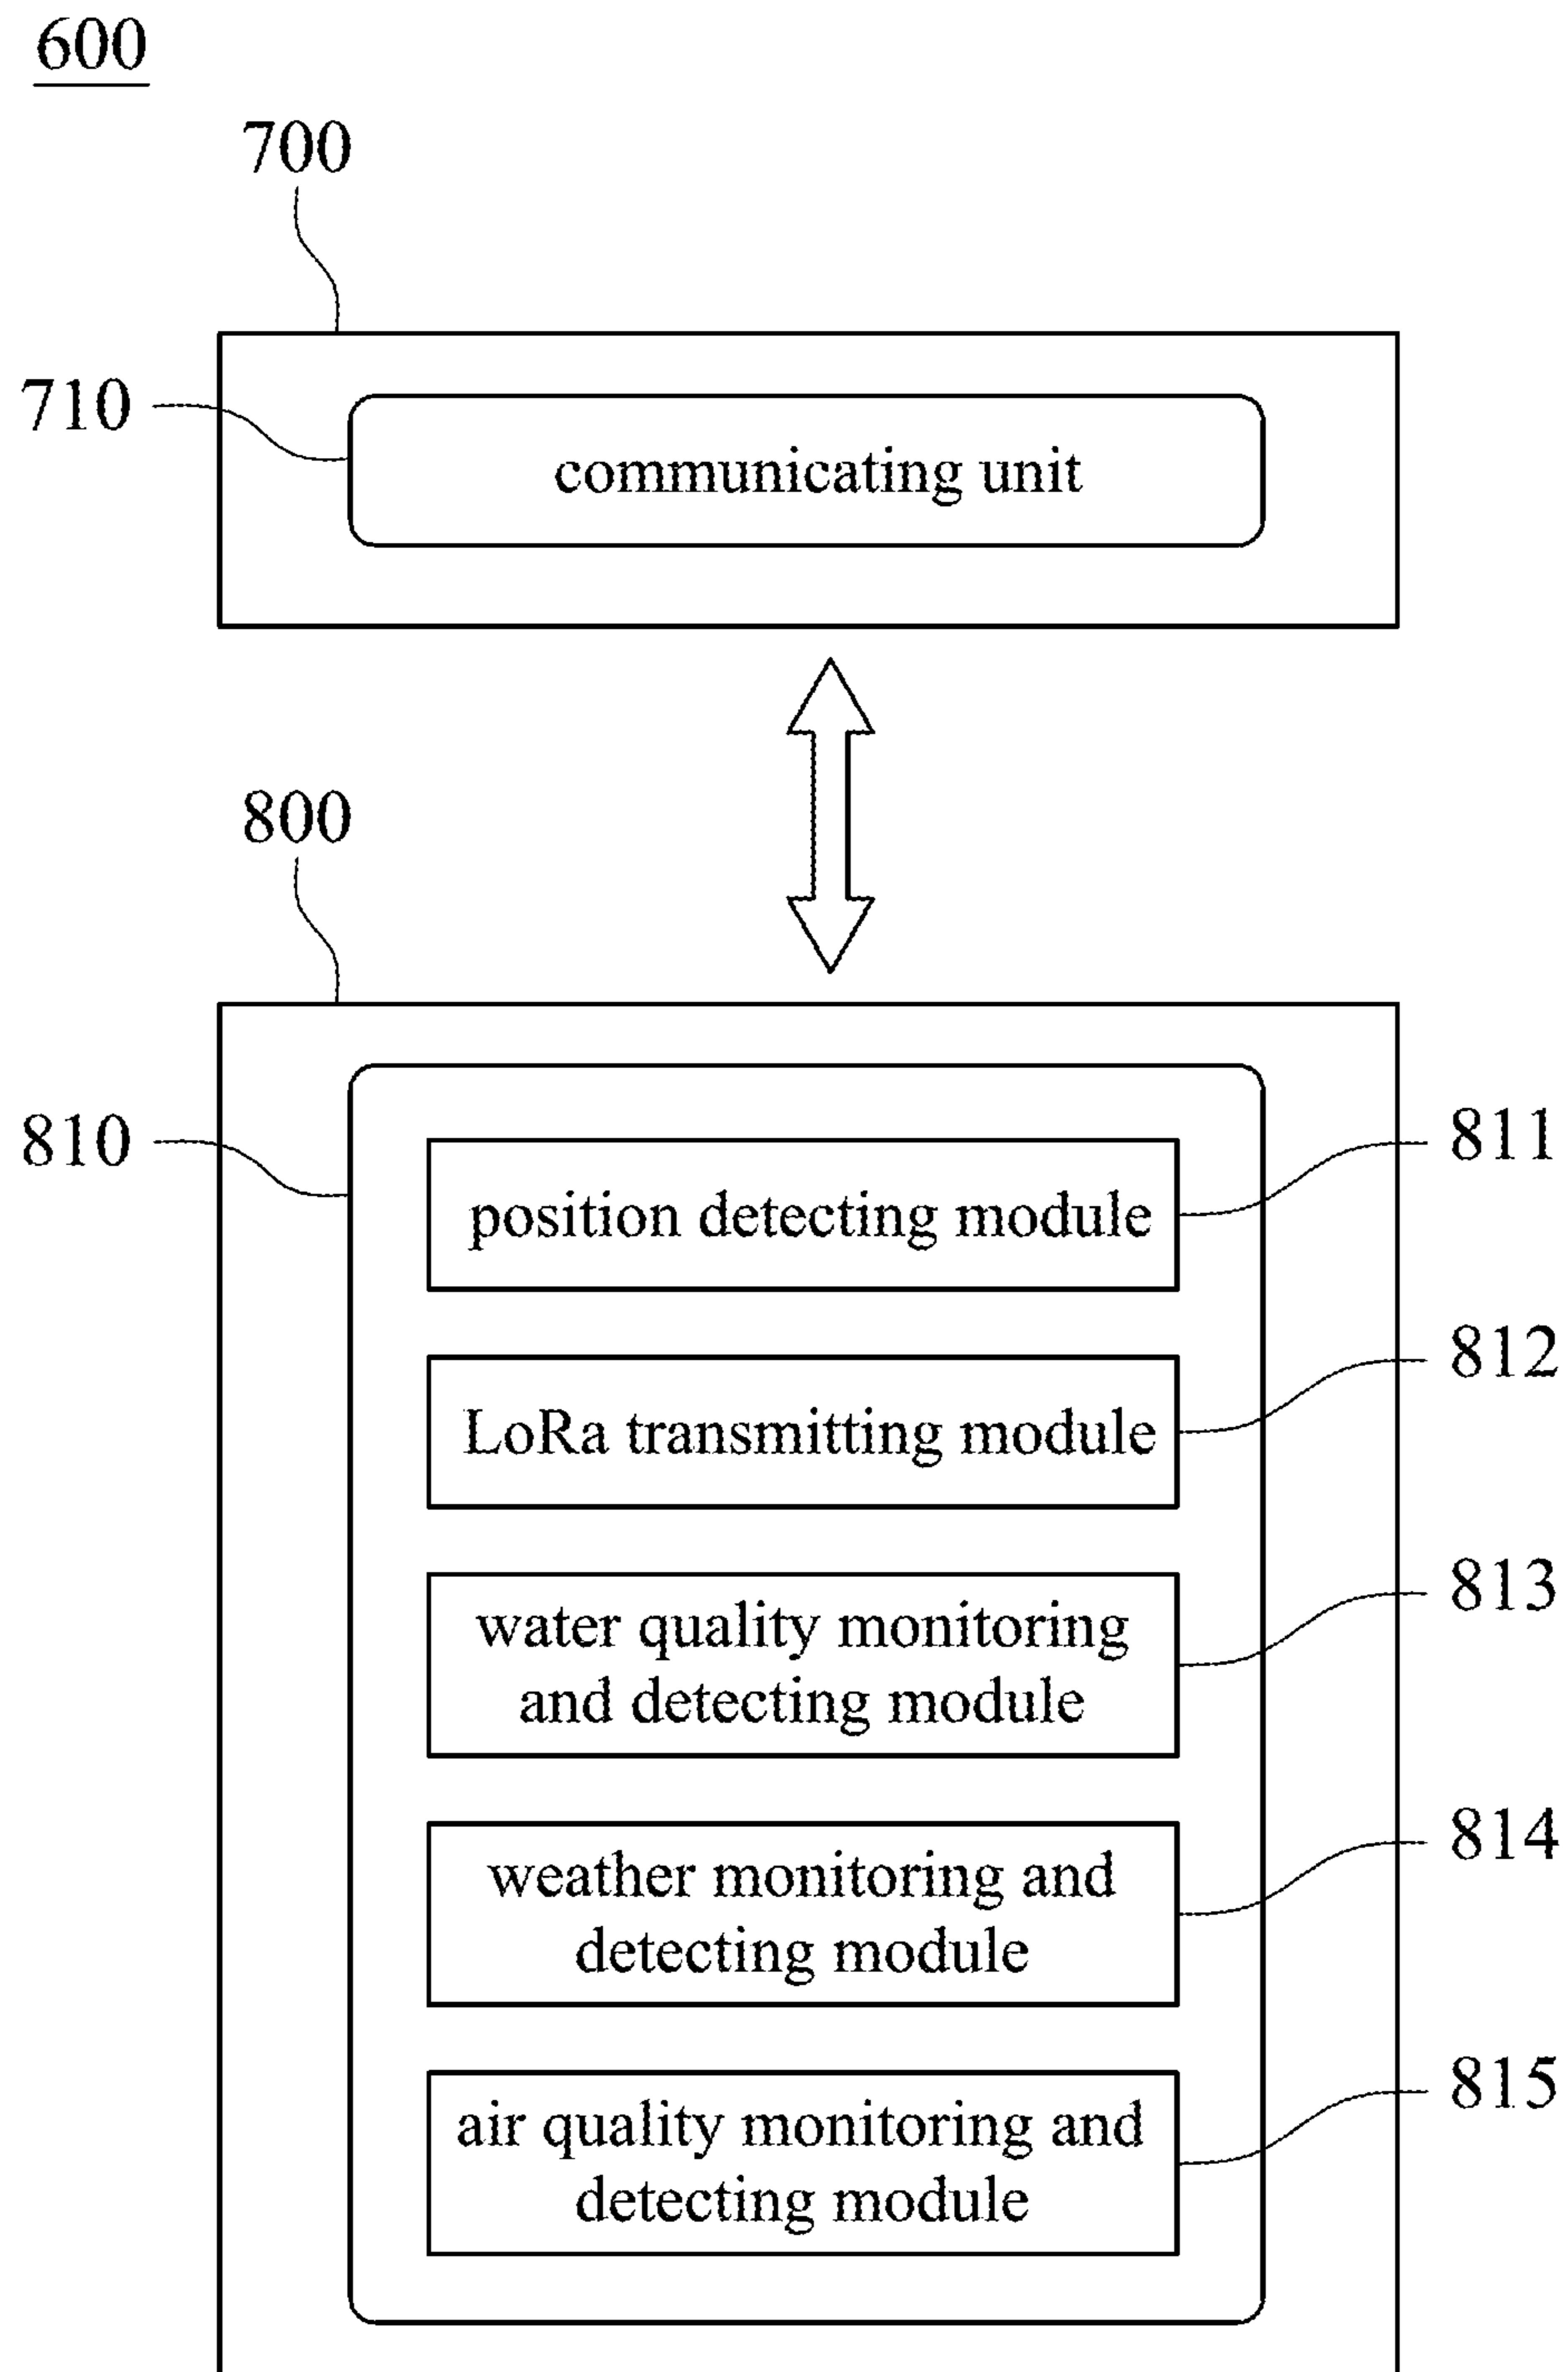 600
700
710
communicating unit
800
810
811
position detecting module
812
LoRa transmitting module
813
water quality monitoring
and detecting module
814
weather monitoring and
detecting module
815
air quality monitoring and
detecting module